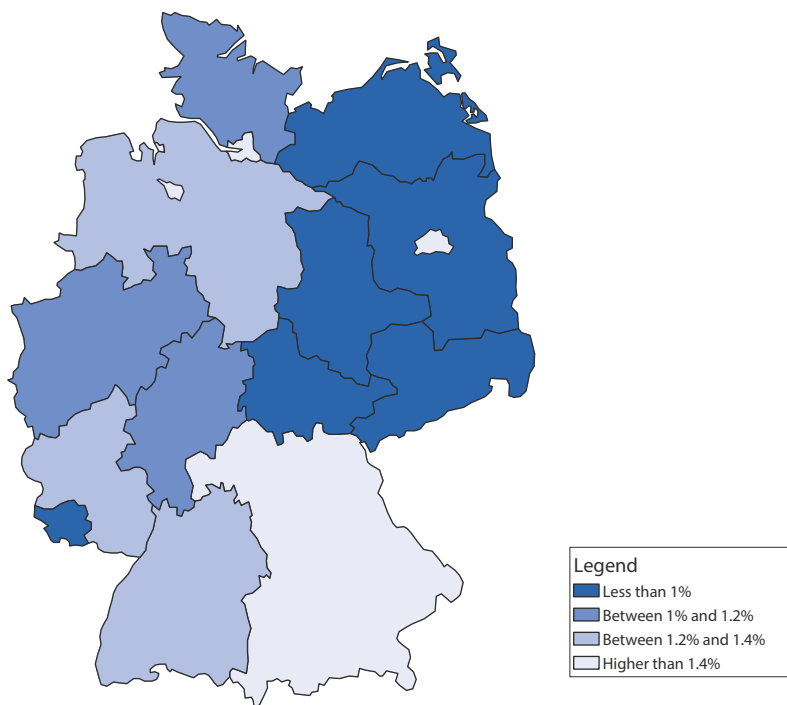 Legend
Less than 1%
Between 1% and 1.2%
Between 1.2% and 1.4%
Higher than 1.4%